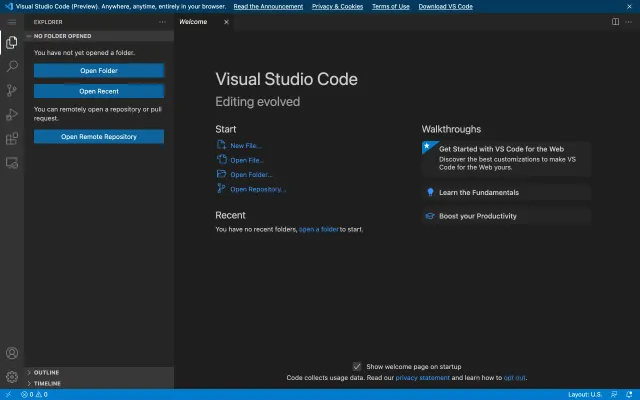 Visual Studio Code (Preview). Anywhere, anytime, entirely in your browser. Read the Announcement Privacy & Cookies Terms of Use Download VS Code
EXPLORER
Welcome
NO FOLDER OPENED
You have not yet opened a folder.
Open Folder
Open Recent
You can remotely open a repository or pull
request.
Open Remote Repository
Visual Studio Code
Editing evolved
Start
New File...
Open File...
Open Folder...
Open Repository...
Recent
You have no recent folders, open a folder to start.
Walkthroughs
Get Started with VS Code for the Web
Discover the best customizations to make VS
Code for the Web yours.
Learn the Fundamentals
Boost your Productivity
Show welcome page on startup
Code collects usage data. Read our privacy statement and learn how to opt out.
OUTLINE
TIMELINE
0 0
Layout: U.S.